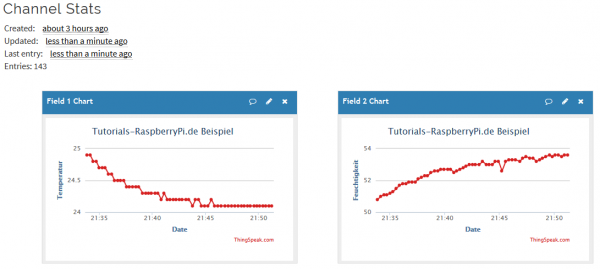 Channel Stats
Created: about 3 hours ago
Updated: less than a minute ago
Last entry: less than a minute ago
Entries: 143
Field 1 Chart
Tutorials-RaspberryPi.de Beispiel
25
24.5
24
Temperatur
21:35
21:40
21:45
21:50
Date
ThingSpeak.com
Field 2 Chart
Tutorials-RaspberryPi.de Beispiel
54
52
50
Feuchtigkeit
21:35
21:40
21:45
21:50
Date
ThingSpeak.com